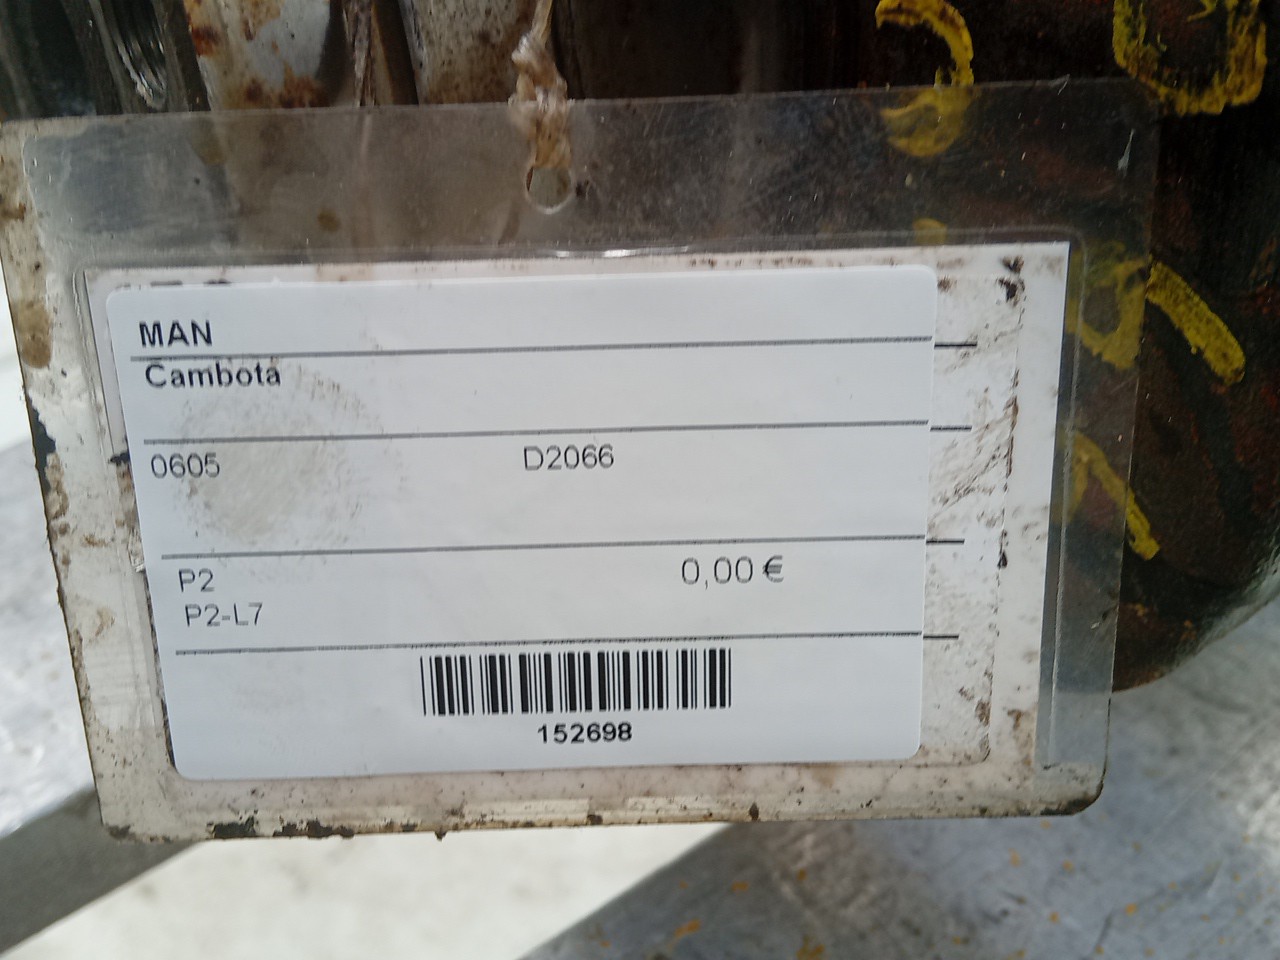 MAN
Cambota
0605 D2066
P2 0,00 €
P2-L7
152698